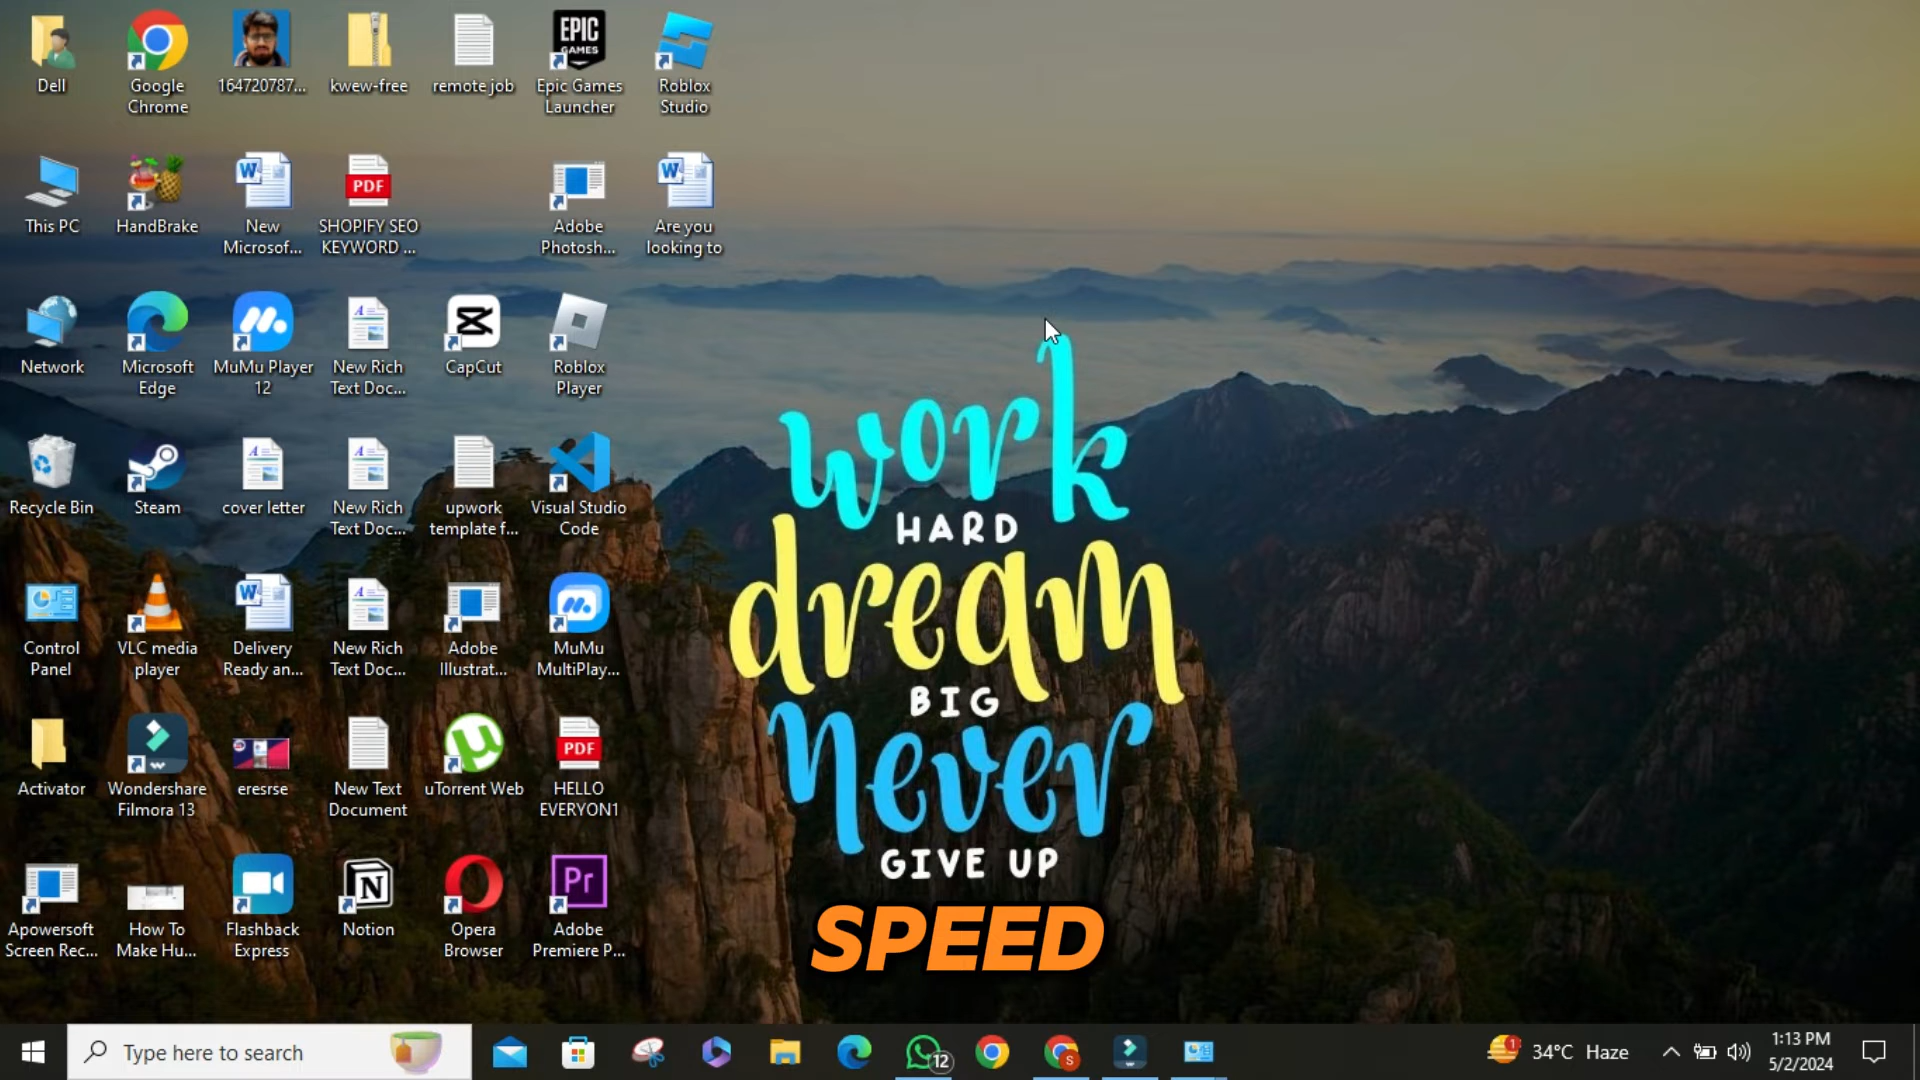 Dell
Google
Chrome
164720787...
kwew-free
remote job
EPIC
GAMES
Epic Games
Launcher
Roblox
Studio
This PC
HandBrake
New
Microsof...
PDF
SHOPIFY SEO
KEYWORD ...
Adobe
Photosh...
Are you
looking to
Network
Microsoft
Edge
MuMu Player
12
New Rich
Text Doc...
CapCut
Roblox
Player
Recycle Bin
Steam
cover letter
New Rich
Text Doc...
upwork
template f...
Visual Studio
Code
Control
Panel
VLC media
player
Delivery
Ready an...
New Rich
Text Doc...
Adobe
Illustrat...
MuMu
MultiPlay...
Activator
Wondershare
Filmora 13
eresrse
New Text
Document
uTorrent Web
PDF
HELLO
EVERYON1
Apowersoft
Screen Rec...
How To
Make Hu...
Flashback
Express
Notion
Opera
Browser
Pr
Adobe
Premiere P...
work
HARD
dream
BIG
never
GIVE UP
SPEED
Type here to search
12
S
1
34°C Haze
1:13 PM
5/2/2024